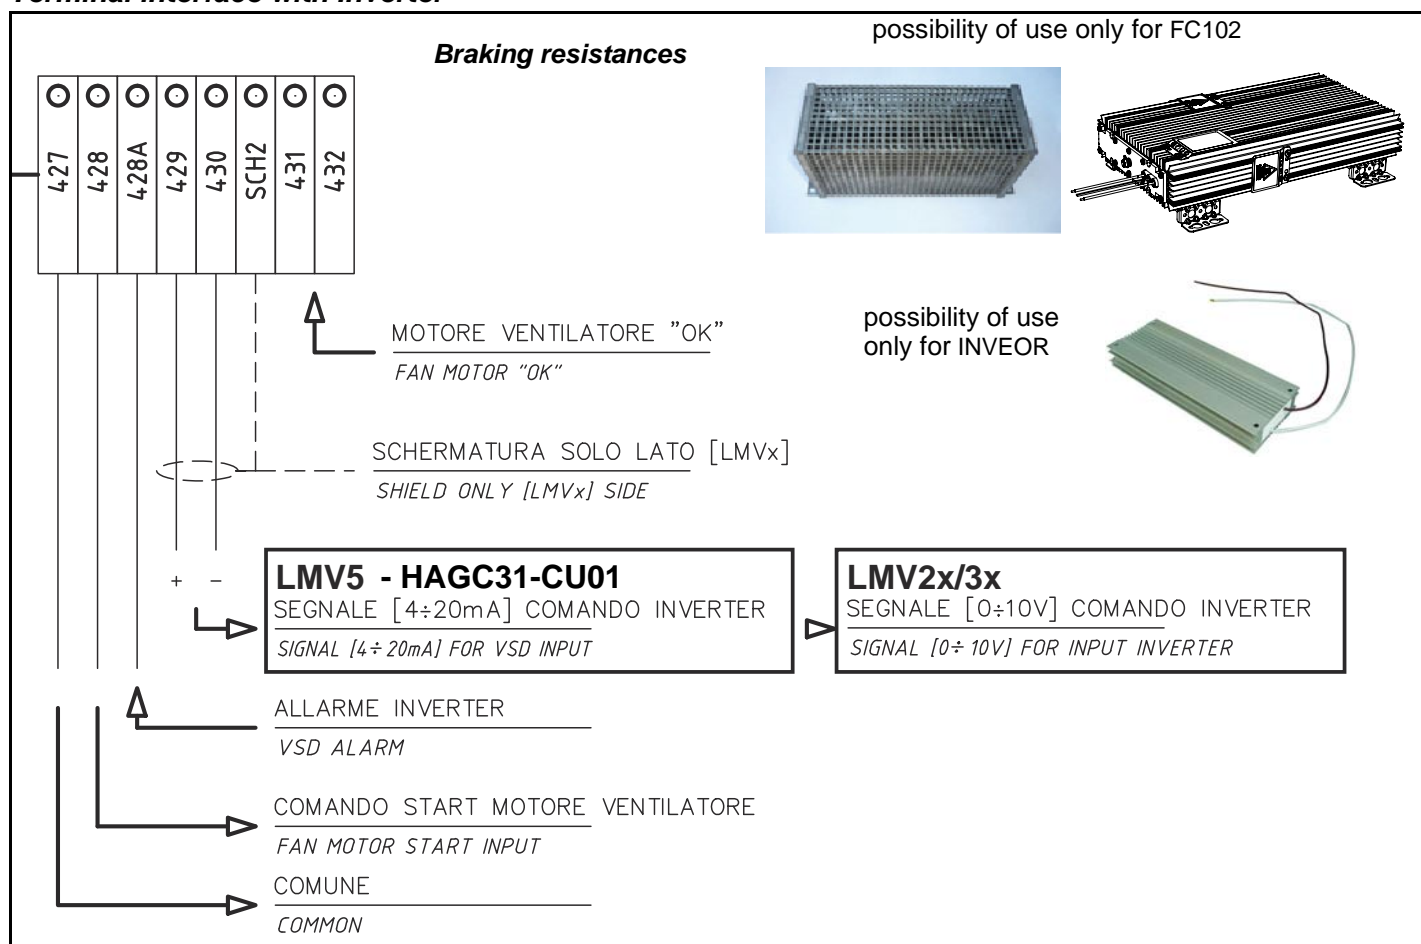 Terminal interface with inverter
Braking resistances
possibility of use only for FC102
427
428
428A
429
430
SCH2
431
432
possibility of use
only for INVEOR
MOTORE VENTILATORE "OK"
FAN MOTOR "OK"
SCHERMATURA SOLO LATO [LMVx]
SHIELD ONLY [LMVx] SIDE
+ −
LMV5 - HAGC31-CU01
SEGNALE [4÷20mA] COMANDO INVERTER
SIGNAL [4÷20mA] FOR VSD INPUT
LMV2x/3x
SEGNALE [0÷10V] COMANDO INVERTER
SIGNAL [0÷10V] FOR INPUT INVERTER
ALLARME INVERTER
VSD ALARM
COMANDO START MOTORE VENTILATORE
FAN MOTOR START INPUT
COMUNE
COMMON